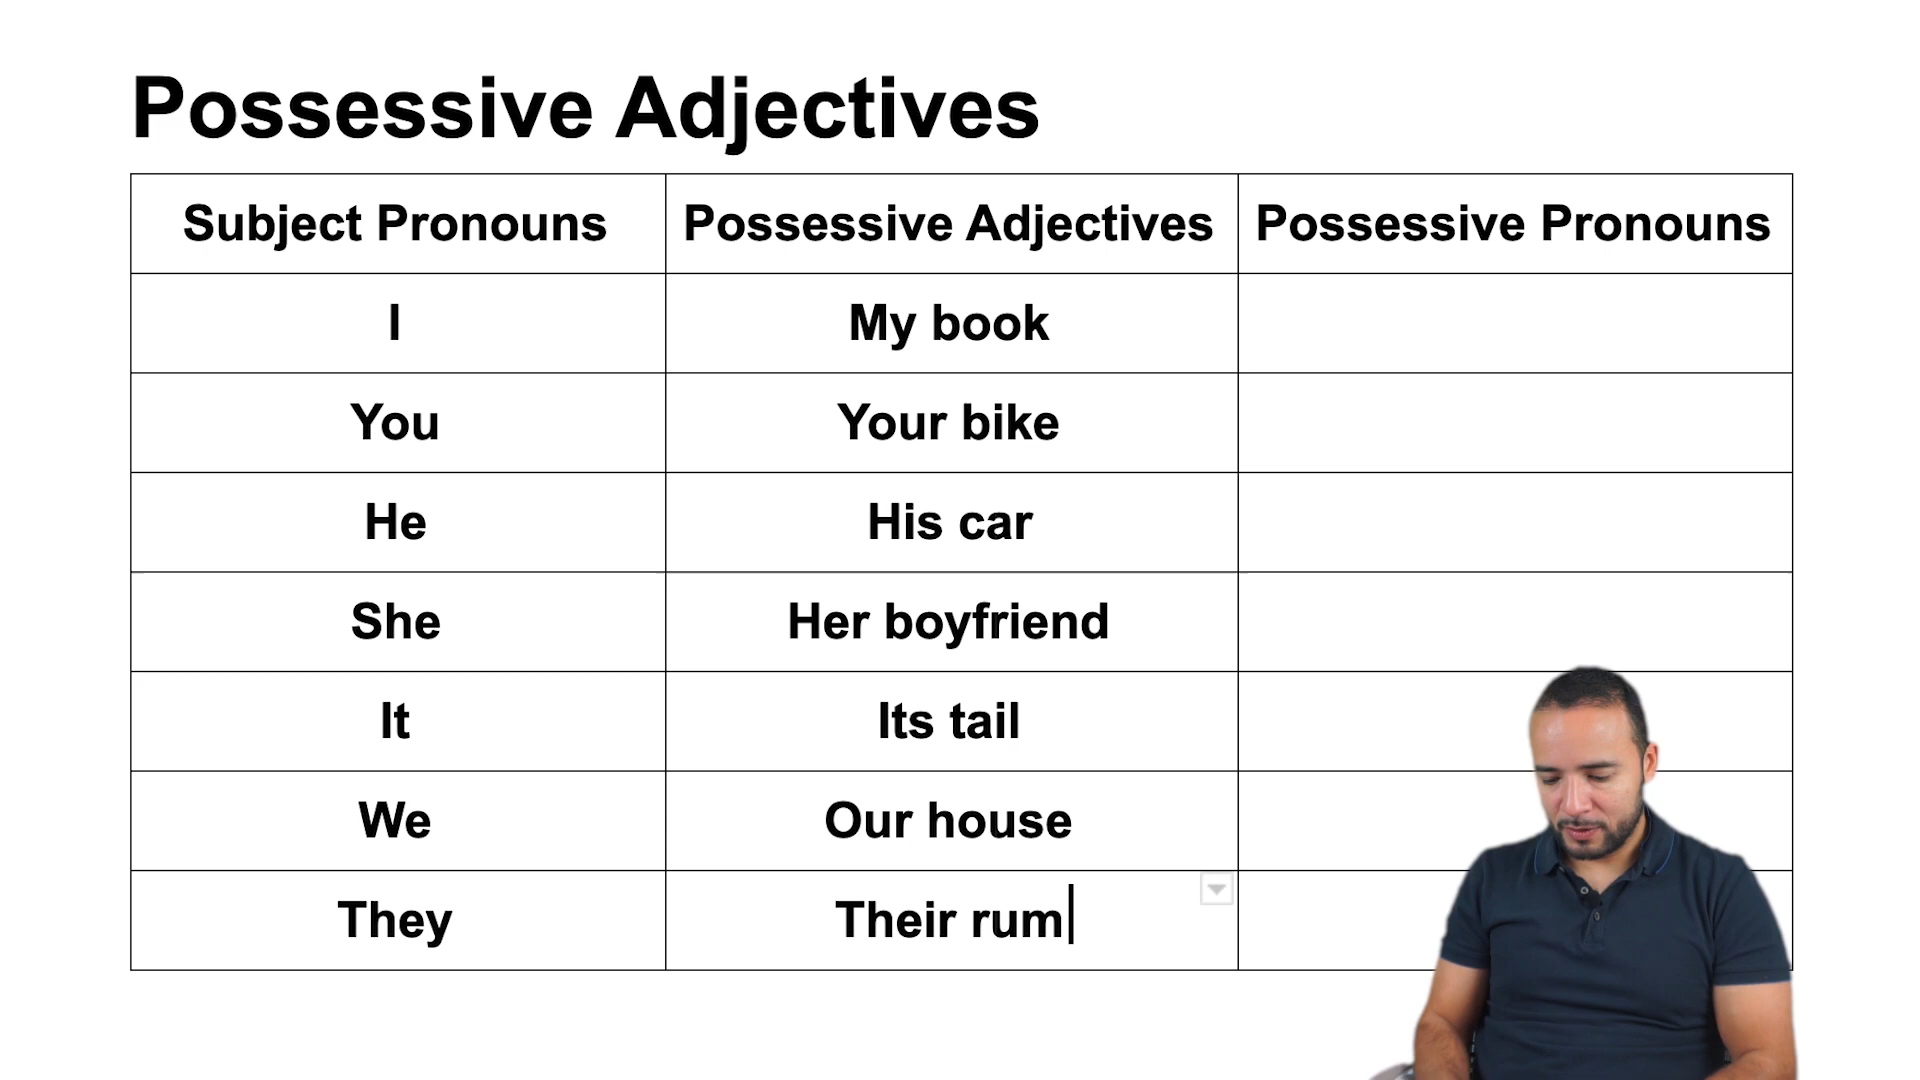 Possessive Adjectives
Subject Pronouns Possessive Adjectives Possessive Pronouns
I My book
You Your bike
He His car
She Her boyfriend
It Its tail
We Our house
They Their rum